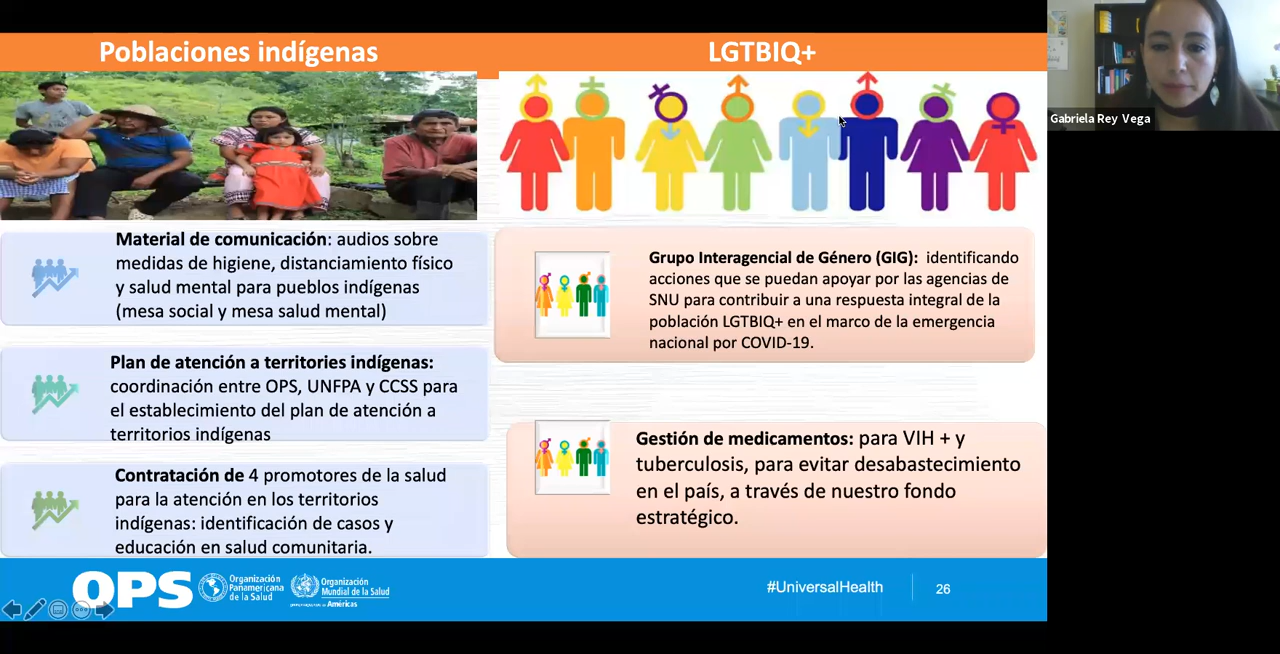 Poblaciones indígenas
LGTBIQ+
Gabriela Rey Vega
Material de comunicación: audios sobre
medidas de higiene, distanciamiento físico
y salud mental para pueblos indígenas
(mesa social y mesa salud mental)
Plan de atención a territories indígenas:
coordinación entre OPS, UNFPA y CCSS para
el establecimiento del plan de atención a
territorios indígenas
Contratación de 4 promotores de la salud
para la atención en los territorios
indígenas: identificación de casos y
educación en salud comunitaria.
Grupo Interagencial de Género (GIG): identificando
acciones que se puedan apoyar por las agencias de
SNU para contribuir a una respuesta integral de la
población LGTBIQ+ en el marco de la emergencia
nacional por COVID-19.
Gestión de medicamentos: para VIH + y
tuberculosis, para evitar desabastecimiento
en el país, a través de nuestro fondo
estratégico.
OPS
Organización
Panamericana
de la Salud
Organización
Mundial de la Salud
Américas
#UniversalHealth
26